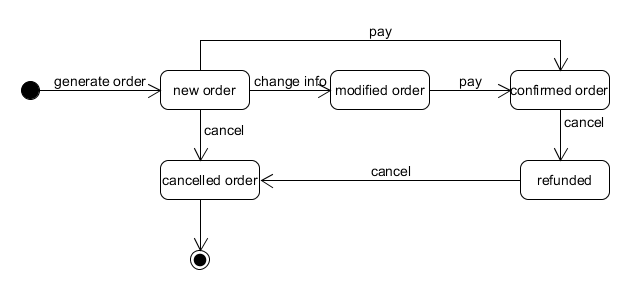 pay
generate order
new order
change info
modified order
pay
confirmed order
cancel
cancel
cancelled order
cancel
refunded